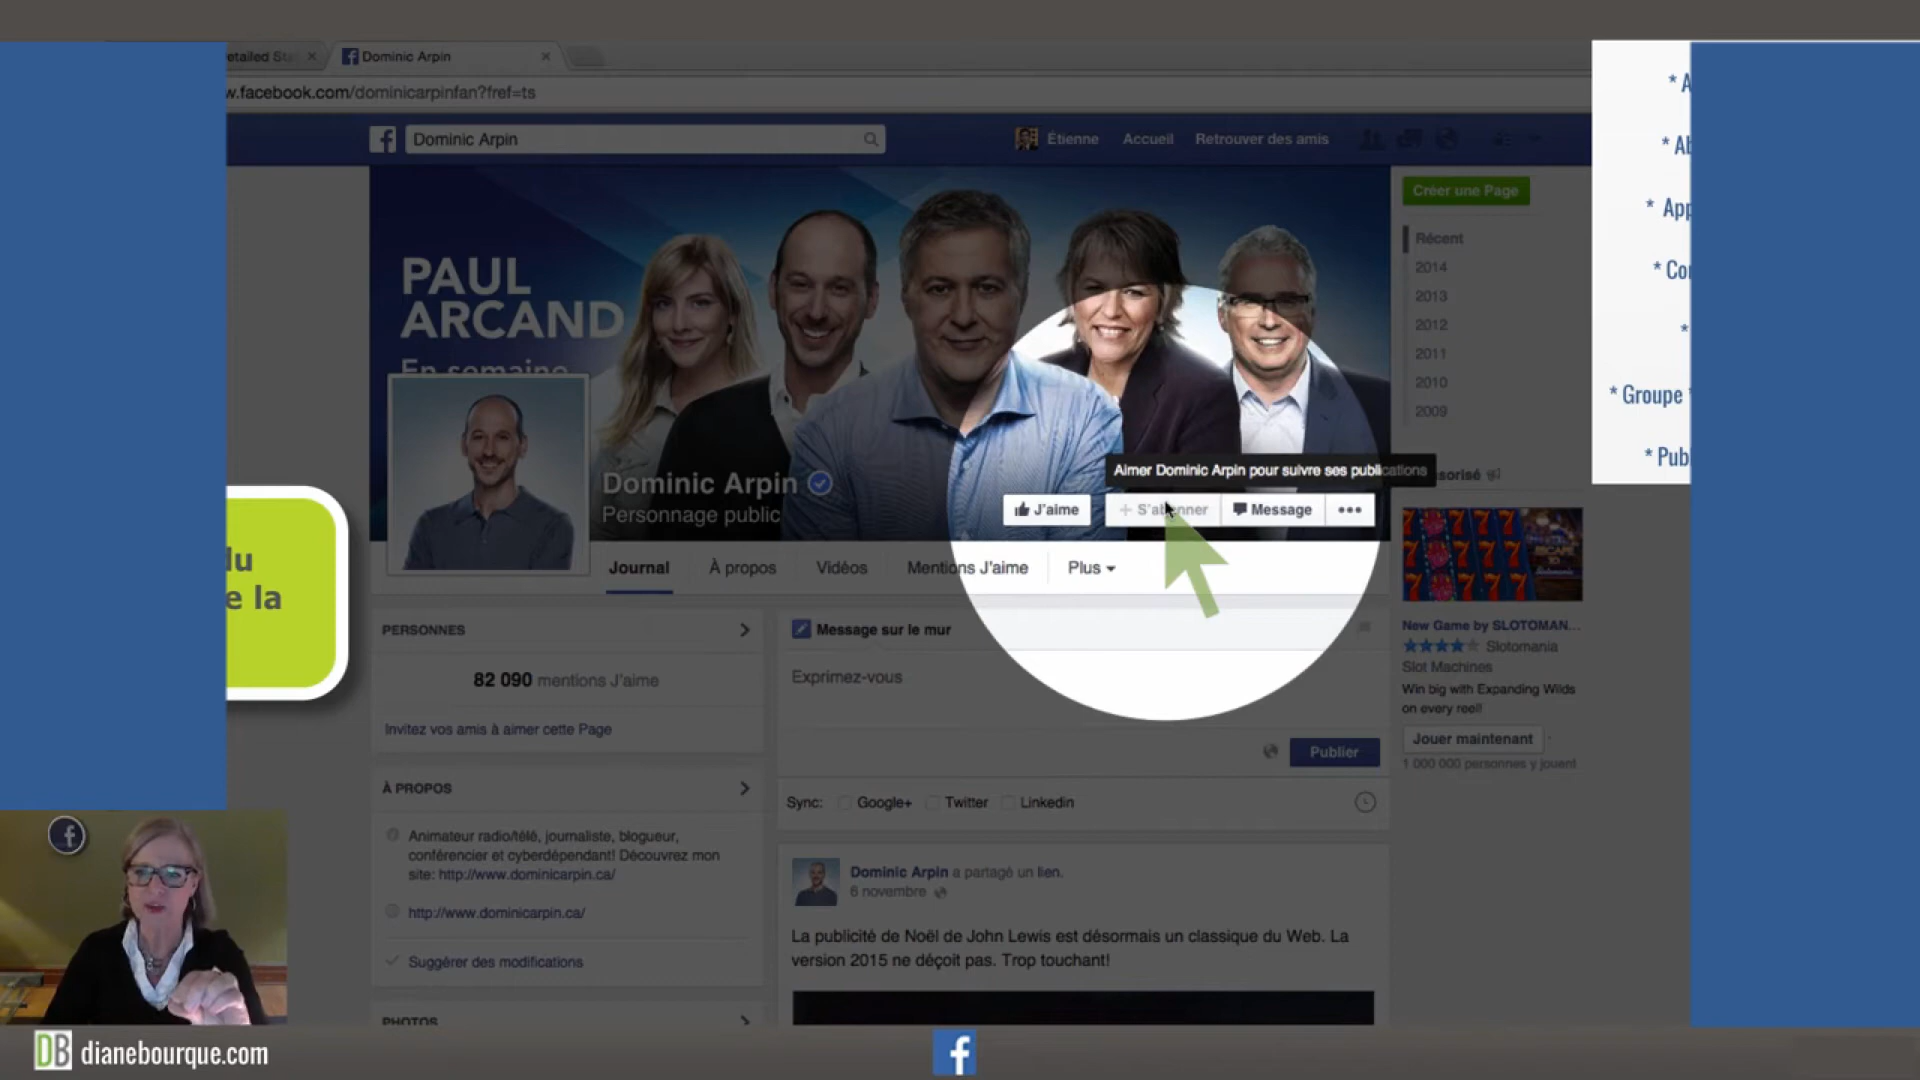 Dominic Arpin
w.facebook.com/dominicarpinfan?fref=ts
Dominic Arpin
Étienne
Accueil
Retrouver des amis
Créer une Page
Récent
2014
2013
2012
2011
2010
2009
PAUL
ARCAND
En semaine
Dominic Arpin
Personnage public
Aimer Dominic Arpin pour suivre ses publications
J'aime
+ S'abonner
Message
•••
Journal
À propos
Vidéos
Mentions J'aime
Plus
PERSONNES
82 090 mentions J'aime
Invitez vos amis à aimer cette Page
À PROPOS
Animateur radio/télé, journaliste, blogueur,
conférencier et cyberdépendant! Découvrez mon
site: http://www.dominicarpin.ca/
http://www.dominicarpin.ca/
Suggérer des modifications
PHOTOS
Message sur le mur
Exprimez-vous
Publier
Sync:
Google+
Twitter
Linkedin
Dominic Arpin a partagé un lien.
6 novembre
La publicité de Noël de John Lewis est désormais un classique du Web. La
version 2015 ne déçoit pas. Trop touchant!
New Game by SLOTOMAN...
Slotomania
Slot Machines
Win big with Expanding Wilds
on every reel!
Jouer maintenant
1 000 000 personnes y jouent
du
e la
* A
* Ab
* App
* Con
*
* Groupe
* Pub
DB dianebourque.com